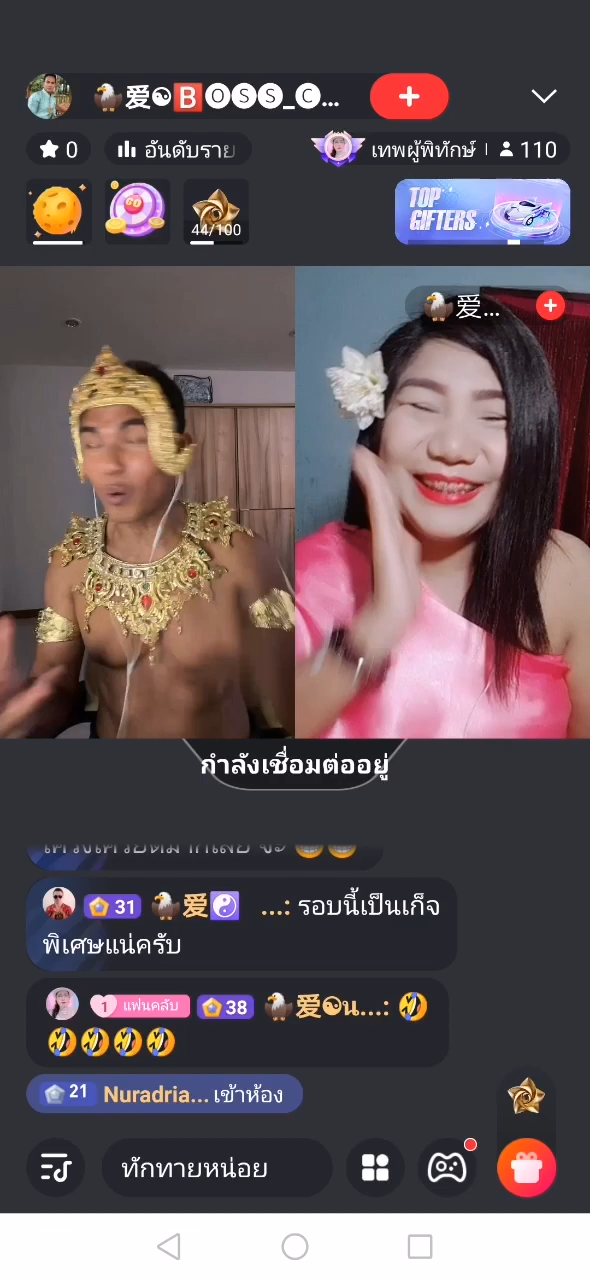 🦅爱☯🅱🅞🅢🅢_🅒...
0
อันดับราย
เทพผู้พิทักษ์
110
GO
44/100
TOP
GIFTERS
🦅爱...
กำลังเชื่อมต่ออยู่
31 🦅爱☯ ...: รอบนี้เป็นเก็จ
พิเศษแน่ครับ
1 แฟนคลับ 38 🦅爱☯น...: 🤣
🤣🤣🤣🤣
21 Nuradria... เข้าห้อง
ทักทายหน่อย